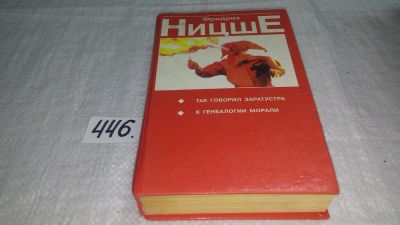 Фридрих
НИЦШЕ
ТАК ГОВОРИЛ ЗАРАТУСТРА
К ГЕНЕАЛОГИИ МОРАЛИ
446.